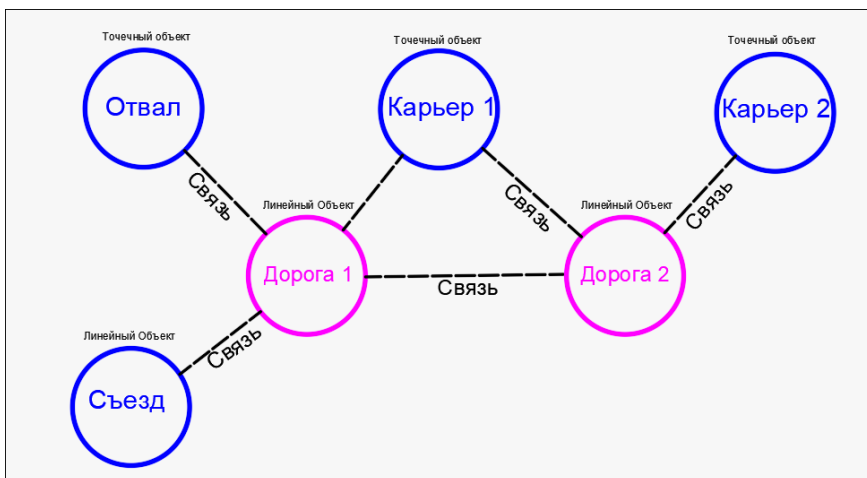 Точечный объект
Точечный объект
Точечный объект
Отвал
Карьер 1
Карьер 2
Связь
Связь
Связь
Линейный Объект
Линейный Объект
Дорога 1
Связь
Дорога 2
Линейный Объект
Связь
Съезд